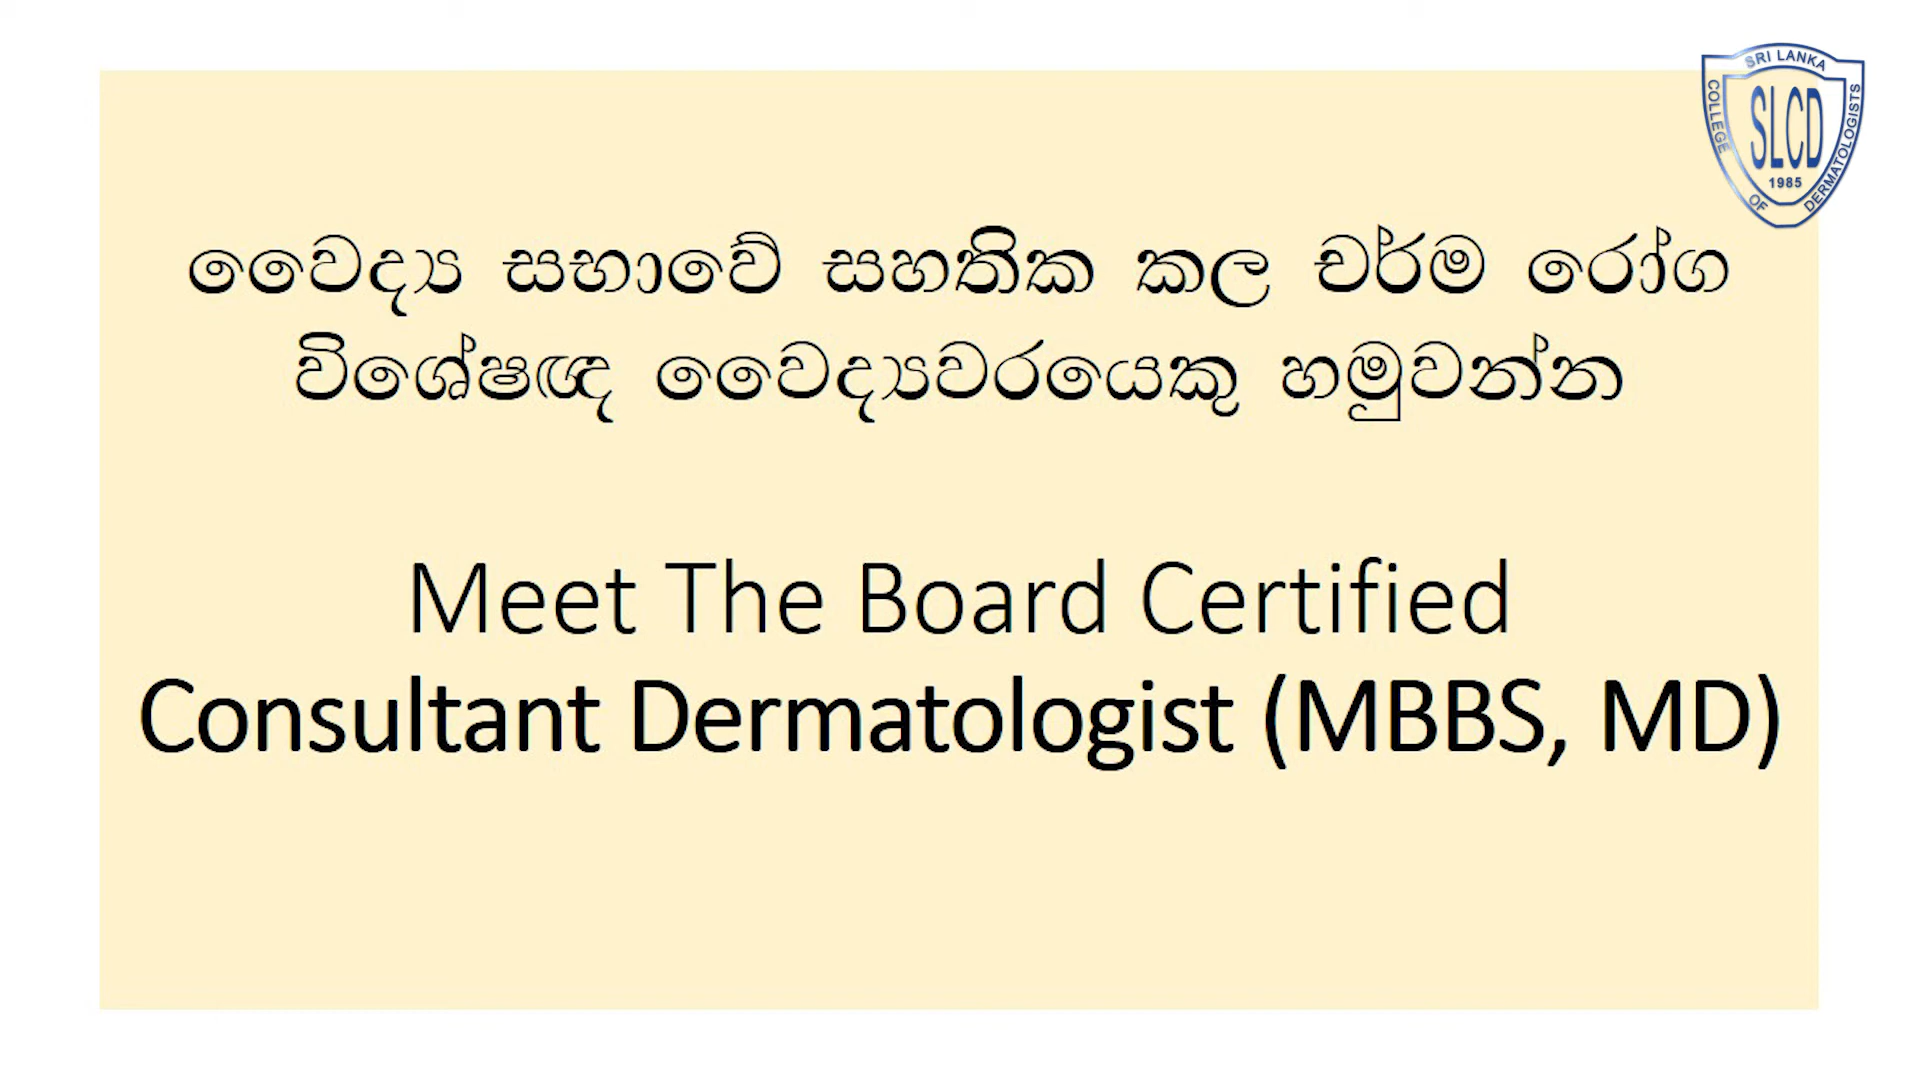 SRI LANKA
COLLEGE
OF
DERMATOLOGISTS
SLCD
1985
වෛද්‍ය සභාවේ සහතික කල චර්ම රෝග
විශේෂඥ වෛද්‍යවරයෙකු හමුවන්න
Meet The Board Certified
Consultant Dermatologist (MBBS, MD)